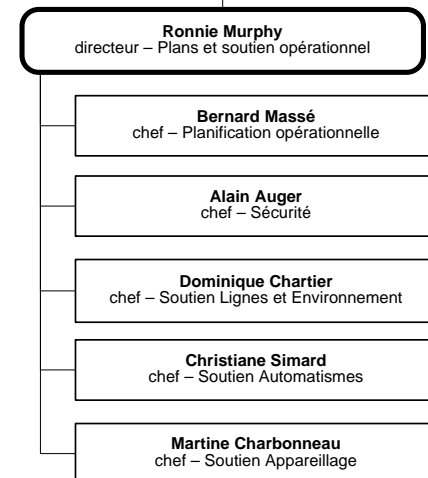 Ronnie Murphy
directeur – Plans et soutien opérationnel
Bernard Massé
chef – Planification opérationnelle
Alain Auger
chef – Sécurité
Dominique Chartier
chef – Soutien Lignes et Environnement
Christiane Simard
chef – Soutien Automatismes
Martine Charbonneau
chef – Soutien Appareillage